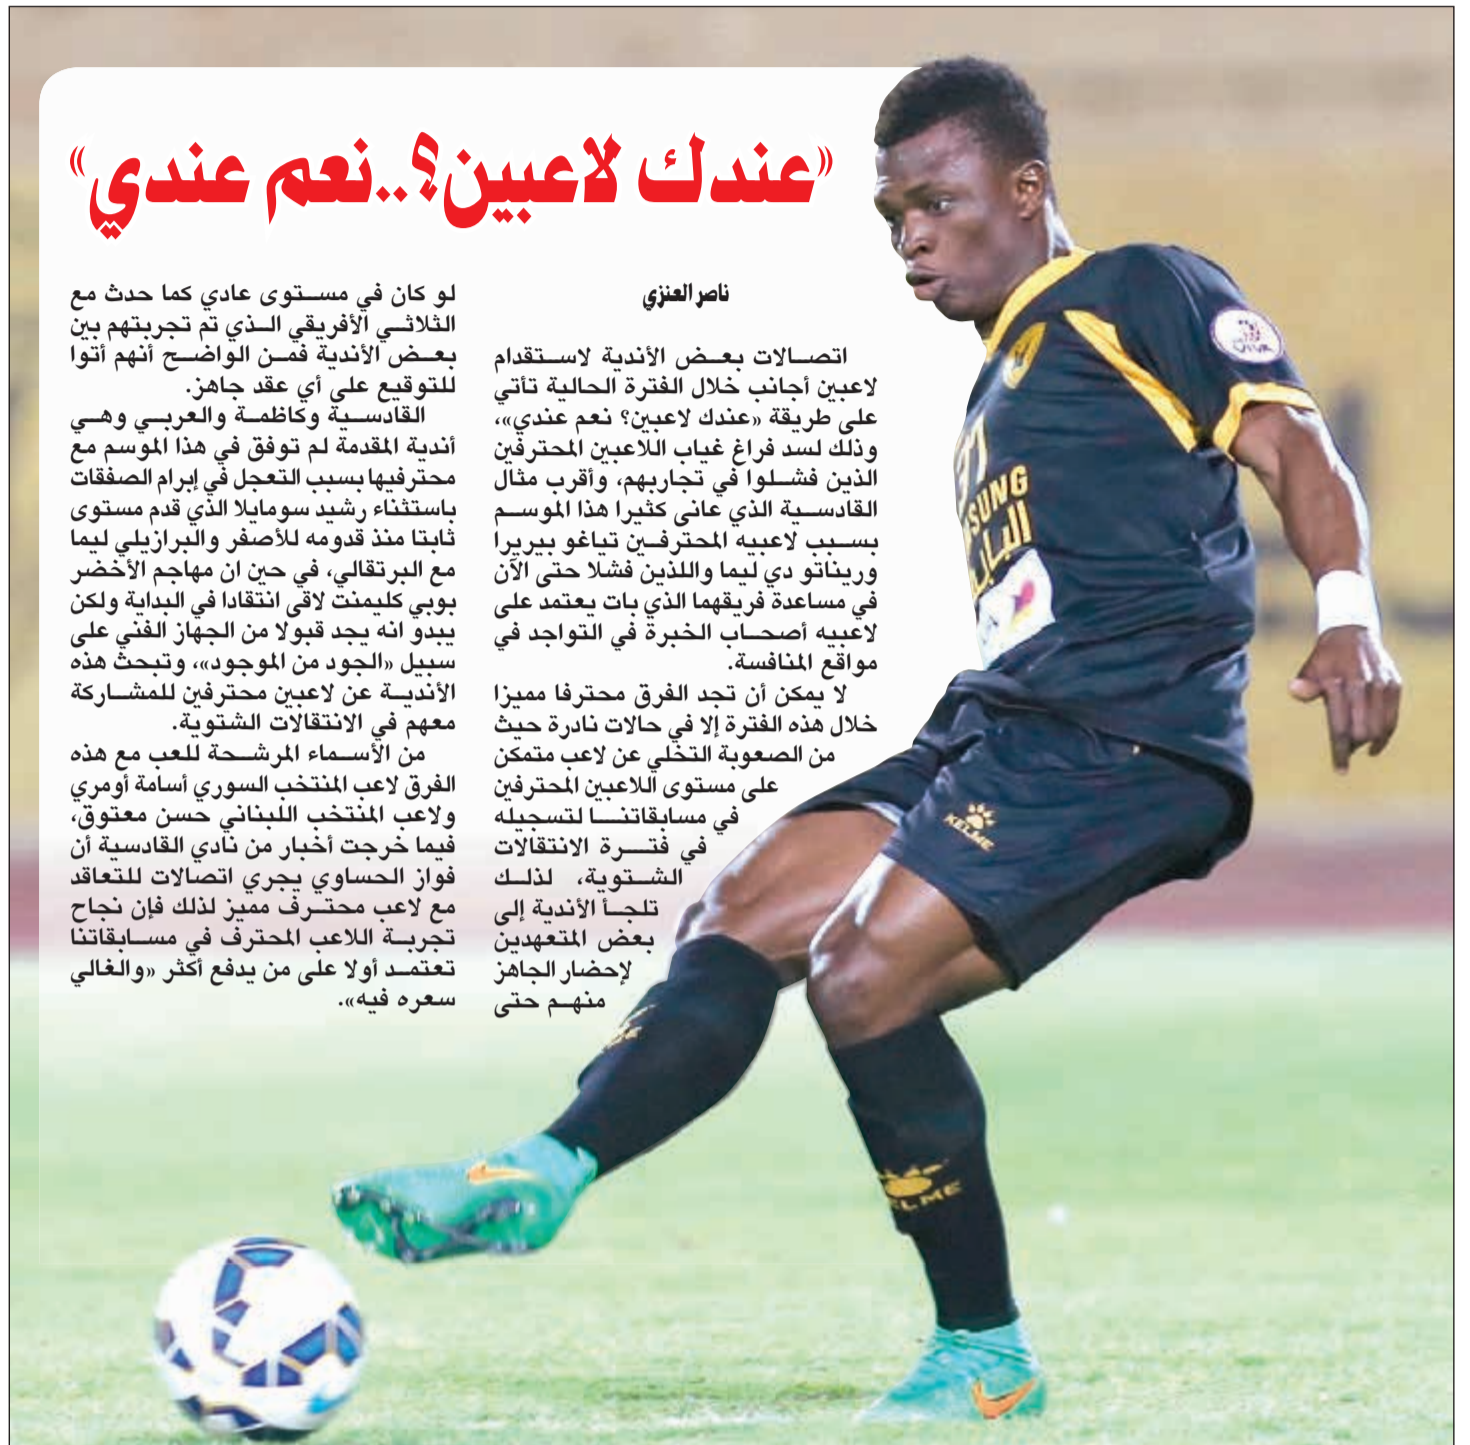 «عندك لاعبين؟..نعم عندي»
ناصر العنزي
اتصالات بعض الأندية لاستقدام
لاعبين أجانب خلال الفترة الحالية تأتي
على طريقة «عندك لاعبين؟ نعم عندي»،
وذلك لسد فراغ غياب اللاعبين المحترفين
الذين فشلوا في تجاربهم، وأقرب مثال
القادسية الذي عانى كثيرا هذا الموسم
بسبب لاعبيه المحترفين تياغو بيريرا
وريناتو دي ليما واللذين فشلا حتى الآن
في مساعدة فريقهما الذي بات يعتمد على
لاعبيه أصحاب الخبرة في التواجد في
مواقع المنافسة.
لا يمكن أن تجد الفرق محترفا مميزا
خلال هذه الفترة إلا في حالات نادرة حيث
من الصعوبة التخلي عن لاعب متمكن
على مستوى اللاعبين المحترفين
في مسابقاتنا لتسجيله
في فترة الانتقالات
الشتوية، لذلك
تلجأ الأندية إلى
بعض المتعهدين
لإحضار الجاهز
منهم حتى
لو كان في مستوى عادي كما حدث مع
الثلاثي الأفريقي الذي تم تجربتهم بين
بعض الأندية فمن الواضح أنهم أتوا
للتوقيع على أي عقد جاهز.
القادسية وكاظمة والعربي وهي
أندية المقدمة لم توفق في هذا الموسم مع
محترفيها بسبب التعجل في إبرام الصفقات
باستثناء رشيد سومايلا الذي قدم مستوى
ثابتا منذ قدومه للأصفر والبرازيلي ليما
مع البرتقالي، في حين ان مهاجم الأخضر
بوبي كليمنت لاقى انتقادا في البداية ولكن
يبدو انه يجد قبولا من الجهاز الفني على
سبيل «الجود من الموجود»، وتبحث هذه
الأندية عن لاعبين محترفين للمشاركة
معهم في الانتقالات الشتوية.
من الأسماء المرشحة للعب مع هذه
الفرق لاعب المنتخب السوري أسامة أومري
ولاعب المنتخب اللبناني حسن معتوق،
فيما خرجت أخبار من نادي القادسية أن
فواز الحساوي يجري اتصالات للتعاقد
مع لاعب محترف مميز لذلك فإن نجاح
تجربة اللاعب المحترف في مسابقاتنا
تعتمد أولا على من يدفع أكثر «والغالي
سعره فيه».
VIVA
SUNG
KELME
ELME